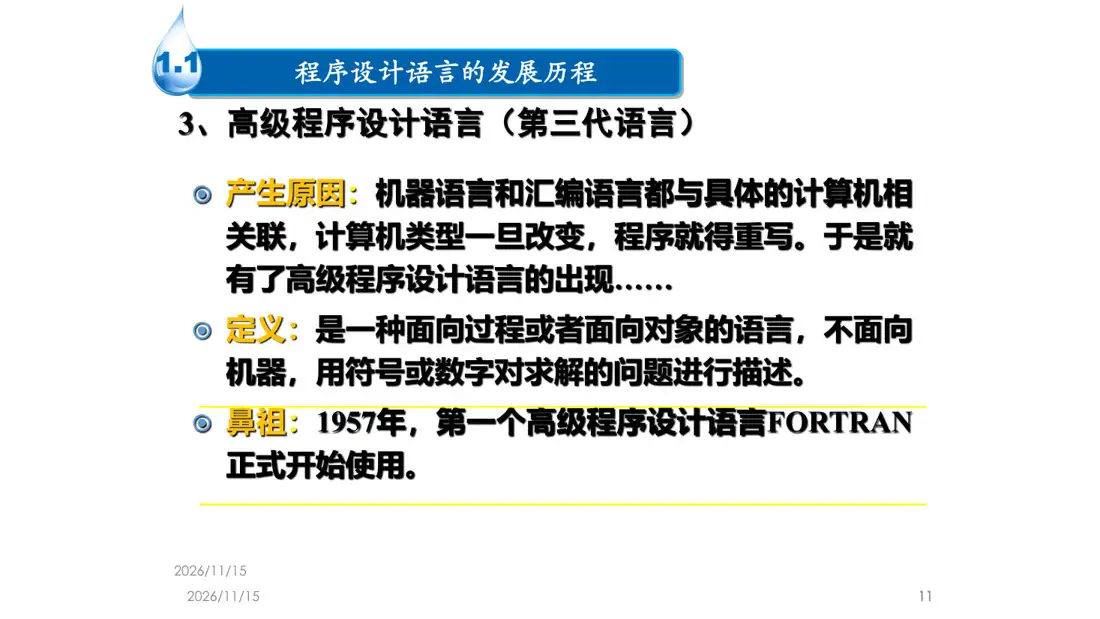 1.1
程序设计语言的发展历程
3、高级程序设计语言（第三代语言）
产生原因：机器语言和汇编语言都与具体的计算机相
关联，计算机类型一旦改变，程序就得重写。于是就
有了高级程序设计语言的出现……
定义：是一种面向过程或者面向对象的语言，不面向
机器，用符号或数字对求解的问题进行描述。
鼻祖：1957年，第一个高级程序设计语言FORTRAN
正式开始使用。
2026/11/15
2026/11/15
11